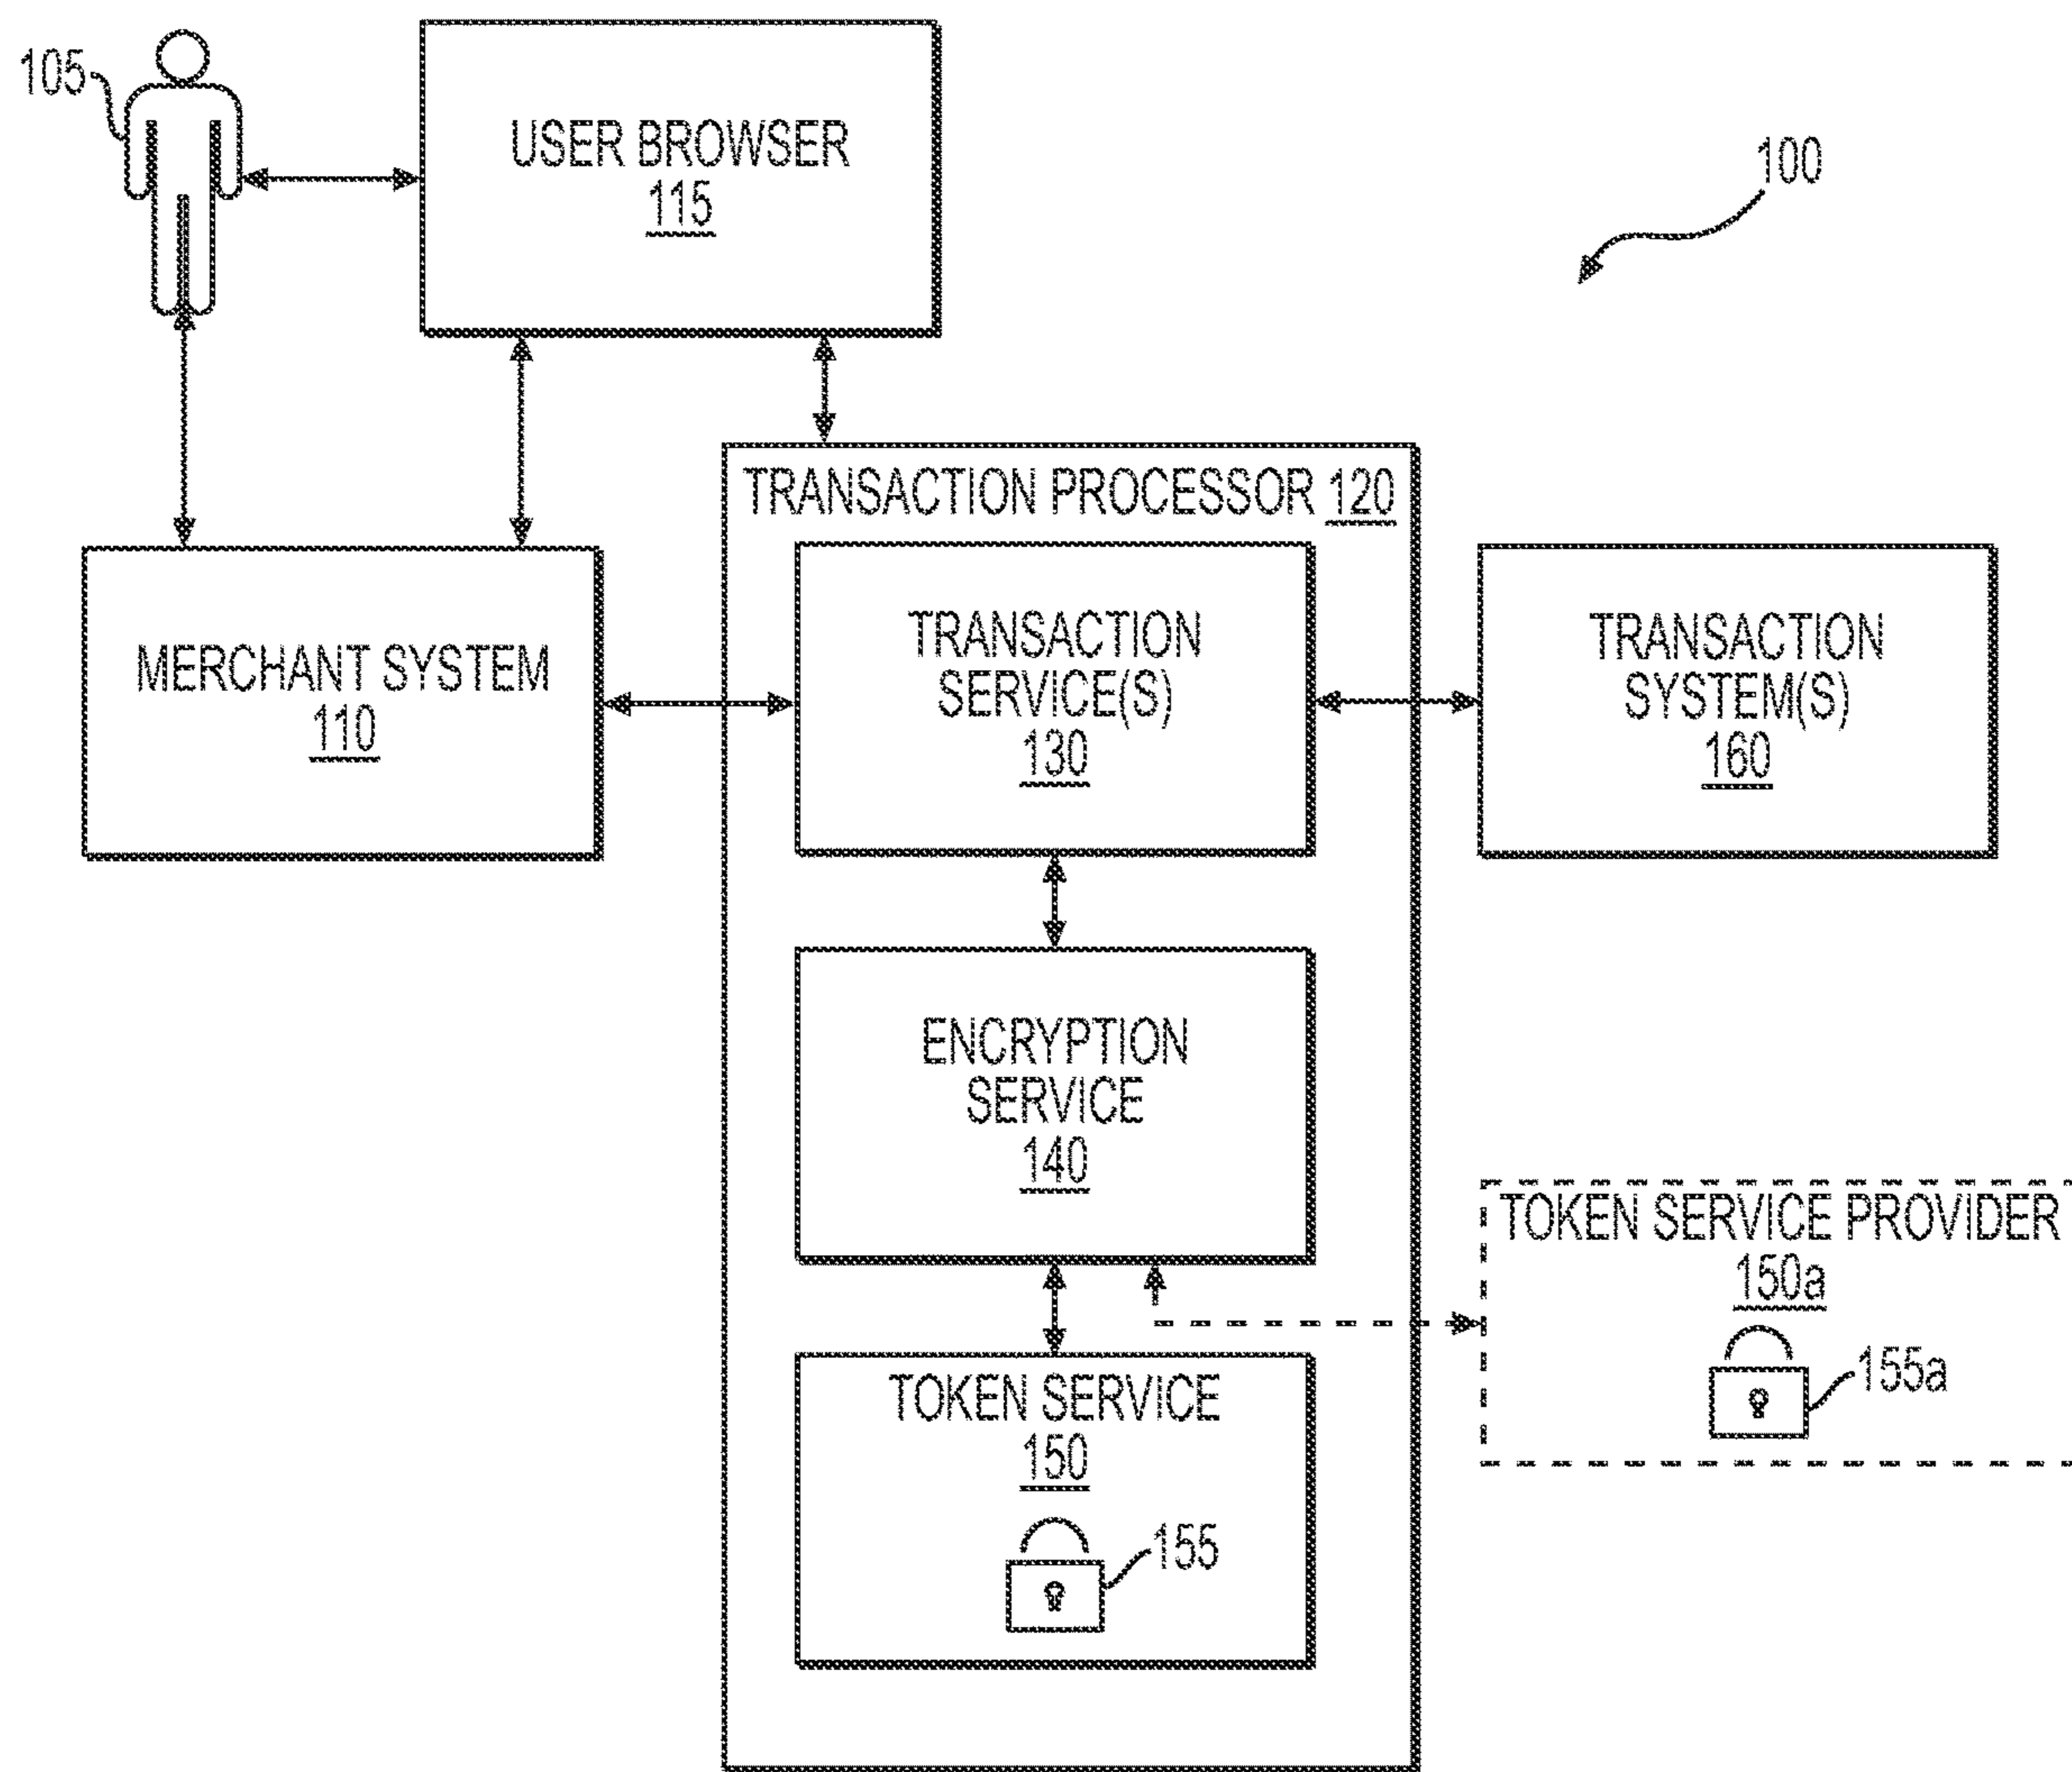 105
USER BROWSER
115
100
TRANSACTION PROCESSOR 120
MERCHANT SYSTEM
110
TRANSACTION
SERVICE(S)
130
TRANSACTION
SYSTEM(S)
160
ENCRYPTION
SERVICE
140
TOKEN SERVICE PROVIDER
150a
155a
TOKEN SERVICE
150
155